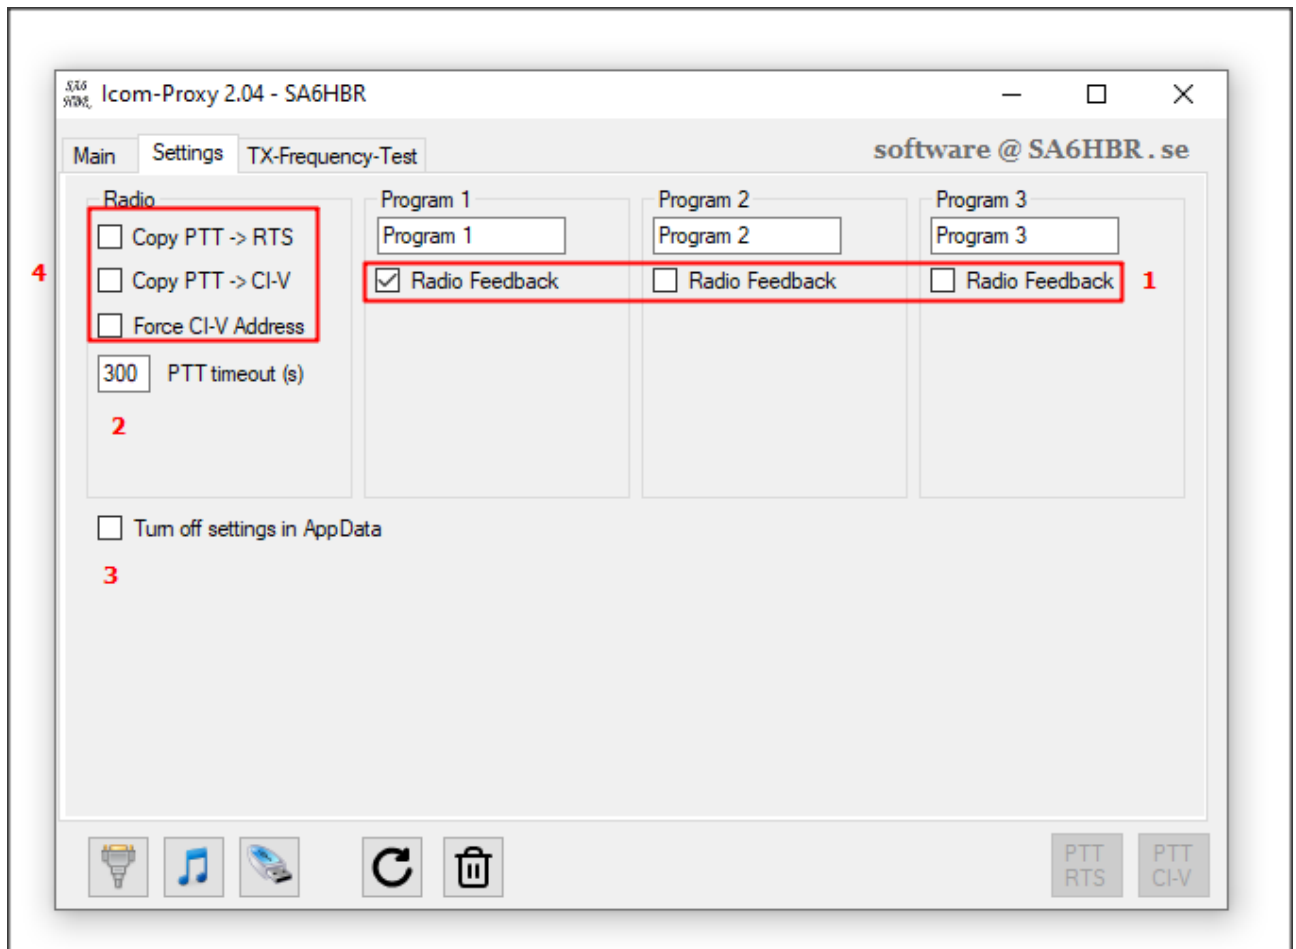 SA6
HBR, Icom-Proxy 2.04 - SA6HBR
Main Settings TX-Frequency-Test software @ SA6HBR . se
Radio Program 1 Program 2 Program 3
Copy PTT -> RTS Program 1 Program 2 Program 3
4 Copy PTT -> CI-V Radio Feedback Radio Feedback Radio Feedback 1
Force CI-V Address
300 PTT timeout (s)
2
Turn off settings in AppData
3
PTT PTT
RTS CI-V